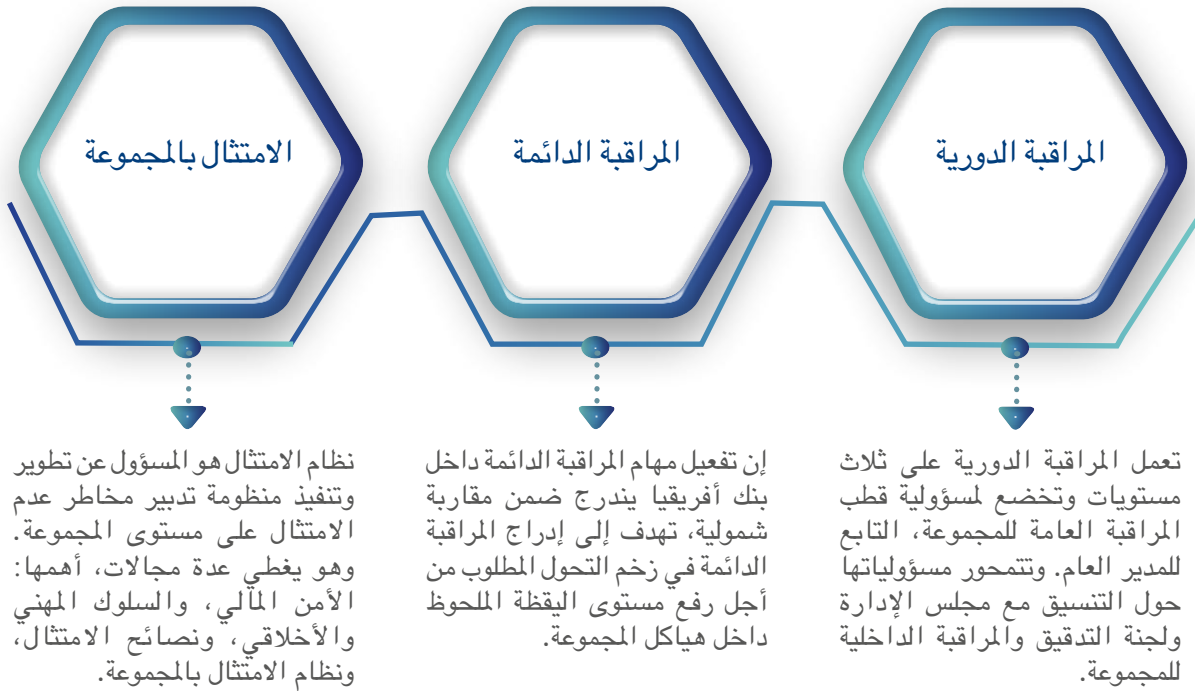 المراقبة الدورية
تعمل المراقبة الدورية على ثلاث
مستويات وتخضع لمسؤولية قطب
المراقبة العامة للمجموعة، التابع
للمدير العام. وتتمحور مسؤولياتها
حول التنسيق مع مجلس الإدارة
ولجنة التدقيق والمراقبة الداخلية
للمجموعة.
المراقبة الدائمة
إن تفعيل مهام المراقبة الدائمة داخل
بنك أفريقيا يندرج ضمن مقاربة
شمولية، تهدف إلى إدراج المراقبة
الدائمة في زخم التحول المطلوب من
أجل رفع مستوى اليقظة الملحوظ
داخل هياكل المجموعة.
الامتثال بالمجموعة
نظام الامتثال هو المسؤول عن تطوير
وتنفيذ منظومة تدبير مخاطر عدم
الامتثال على مستوى المجموعة.
وهو يغطي عدة مجالات، أهمها:
الأمن المالي، والسلوك المهني
والأخلاقي، ونصائح الامتثال،
ونظام الامتثال بالمجموعة.